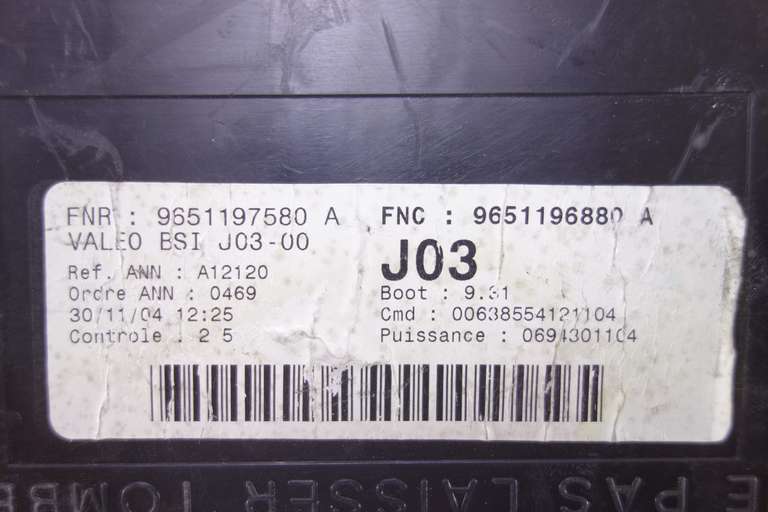 FNR : 9651197580 A
VALEO BSI J03-00
Ref. ANN : A12120
Ordre ANN : 0469
30/11/04 12:25
Controle : 2 5
FNC : 9651196880 A
J03
Boot : 9.31
Cmd : 00638554121104
Puissance : 0694301104
E PAS LAISSER TOMBE